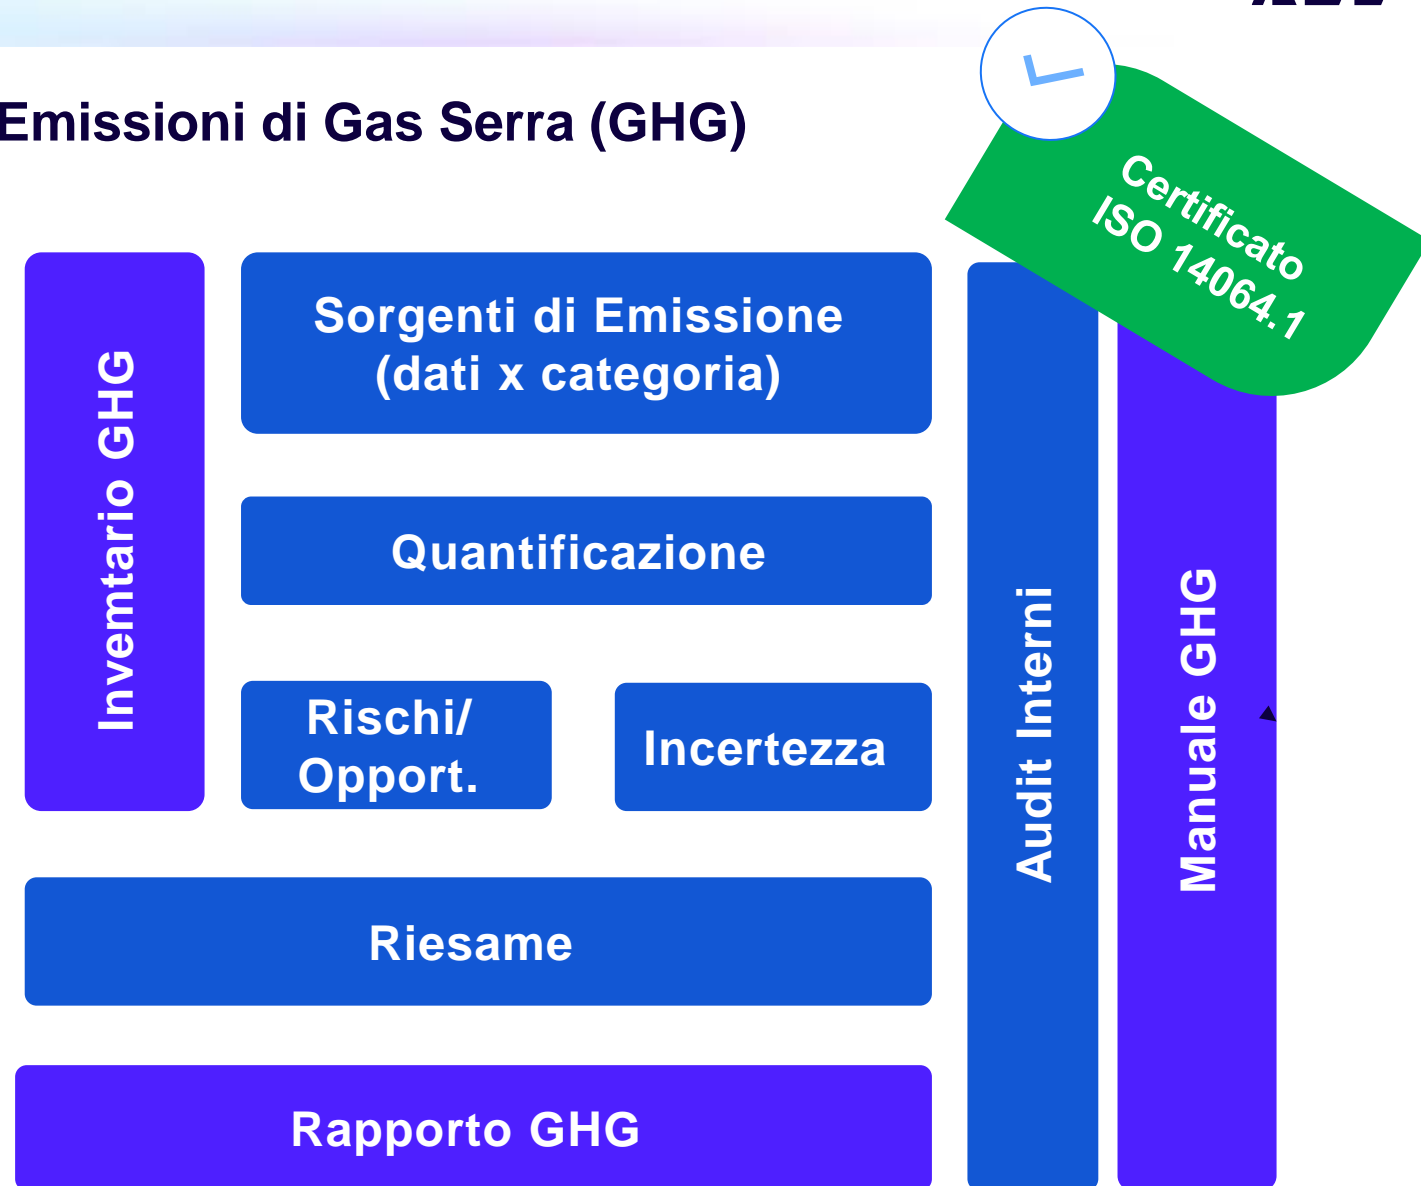 Emissioni di Gas Serra (GHG)
Certificato
ISO 14064.1
Invemtario GHG
Sorgenti di Emissione
(dati x categoria)
Quantificazione
Rischi/
Opport.
Incertezza
Riesame
Rapporto GHG
Audit Interni
Manuale GHG